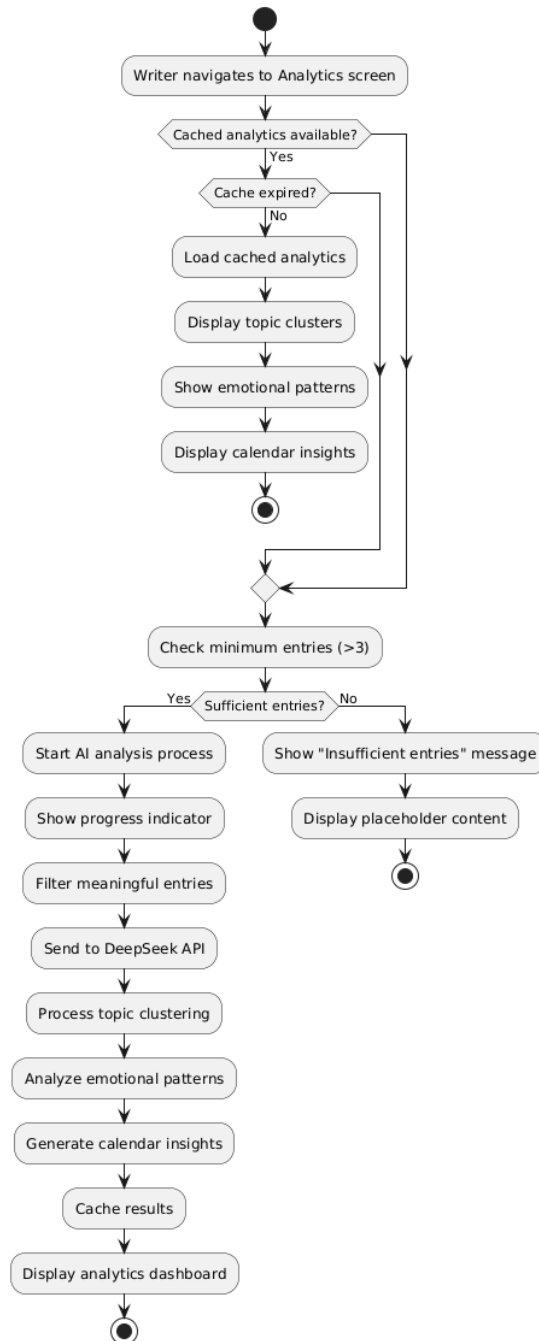 Writer navigates to Analytics screen
Cached analytics available?
Yes
Cache expired?
No
Load cached analytics
Display topic clusters
Show emotional patterns
Display calendar insights
Check minimum entries (>3)
Yes
Sufficient entries?
No
Start AI analysis process
Show "Insufficient entries" message
Show progress indicator
Display placeholder content
Filter meaningful entries
Send to DeepSeek API
Process topic clustering
Analyze emotional patterns
Generate calendar insights
Cache results
Display analytics dashboard